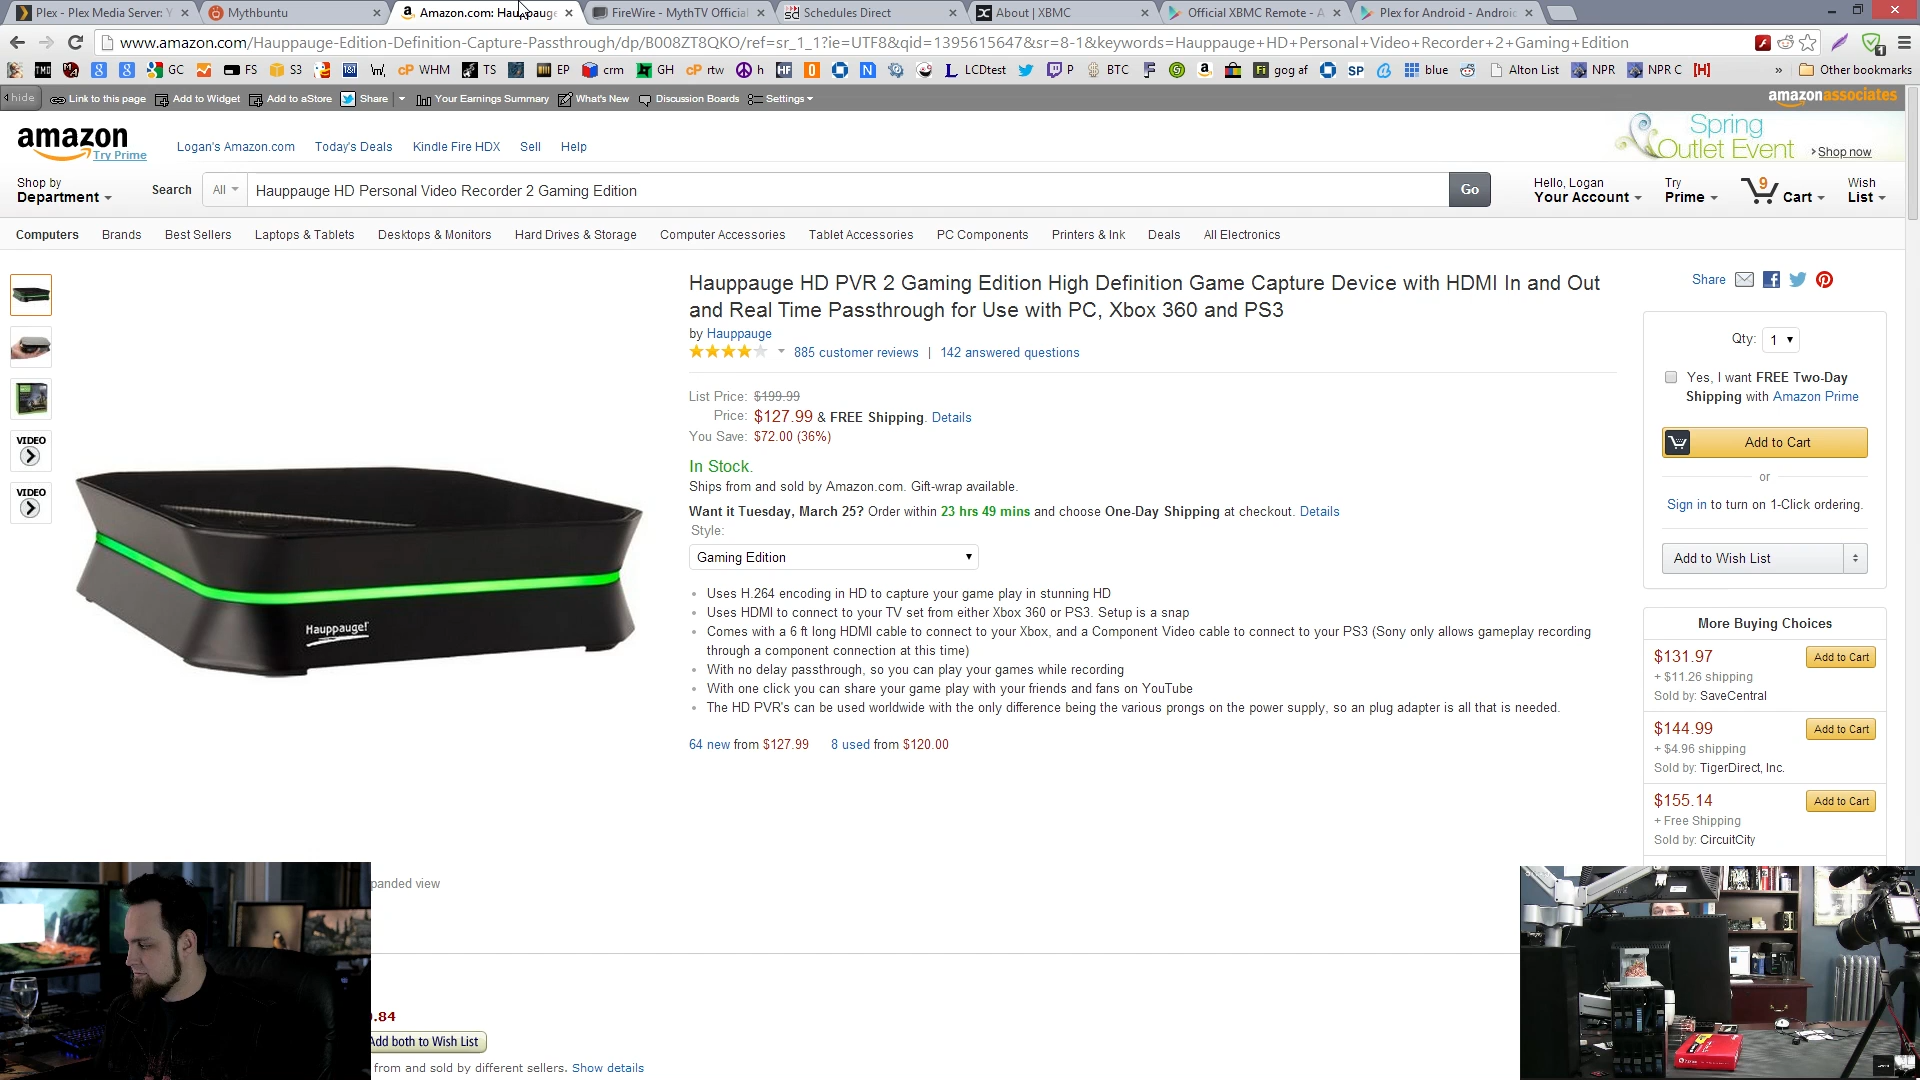 Plex - Plex Media Server: Y
Mythbuntu
Amazon.com: Hauppauge
FireWire - MythTV Official
Schedules Direct
About | XBMC
Official XBMC Remote - A
Plex for Android - Androi
www.amazon.com/Hauppauge-Edition-Definition-Capture-Passthrough/dp/B008ZT8QKO/ref=sr_1_1?ie=UTF8&qid=1395615647&sr=8-1&keywords=Hauppauge+HD+Personal+Video+Recorder+2+Gaming+Edition
GC FS S3 WHM TS EP crm GH rtw h LCDtest P BTC gog af SP blue Alton List NPR NPR C [H] » Other bookmarks
hide Link to this page Add to Widget Add to aStore Share Your Earnings Summary What's New Discussion Boards Settings
amazonassociates
amazon
Try Prime
Logan's Amazon.com Today's Deals Kindle Fire HDX Sell Help
Spring
Outlet Event
Shop now
Shop by
Department
Search All Hauppauge HD Personal Video Recorder 2 Gaming Edition Go
Hello, Logan
Your Account
Try
Prime
9
Cart
Wish
List
Computers Brands Best Sellers Laptops & Tablets Desktops & Monitors Hard Drives & Storage Computer Accessories Tablet Accessories PC Components Printers & Ink Deals All Electronics
VIDEO
VIDEO
Hauppauge!
Hauppauge HD PVR 2 Gaming Edition High Definition Game Capture Device with HDMI In and Out
and Real Time Passthrough for Use with PC, Xbox 360 and PS3
by Hauppauge
885 customer reviews | 142 answered questions
List Price: $199.99
Price: $127.99 & FREE Shipping. Details
You Save: $72.00 (36%)
In Stock.
Ships from and sold by Amazon.com. Gift-wrap available.
Want it Tuesday, March 25? Order within 23 hrs 49 mins and choose One-Day Shipping at checkout. Details
Style:
Gaming Edition
Uses H.264 encoding in HD to capture your game play in stunning HD
Uses HDMI to connect to your TV set from either Xbox 360 or PS3. Setup is a snap
Comes with a 6 ft long HDMI cable to connect to your Xbox, and a Component Video cable to connect to your PS3 (Sony only allows gameplay recording
through a component connection at this time)
With no delay passthrough, so you can play your games while recording
With one click you can share your game play with your friends and fans on YouTube
The HD PVR's can be used worldwide with the only difference being the various prongs on the power supply, so an plug adapter is all that is needed.
64 new from $127.99 8 used from $120.00
Share
Qty: 1
Yes, I want FREE Two-Day
Shipping with Amazon Prime
Add to Cart
or
Sign in to turn on 1-Click ordering.
Add to Wish List
More Buying Choices
$131.97 Add to Cart
+ $11.26 shipping
Sold by: SaveCentral
$144.99 Add to Cart
+ $4.96 shipping
Sold by: TigerDirect, Inc.
$155.14 Add to Cart
+ Free Shipping
Sold by: CircuitCity
panded view
.84
Add both to Wish List
from and sold by different sellers. Show details